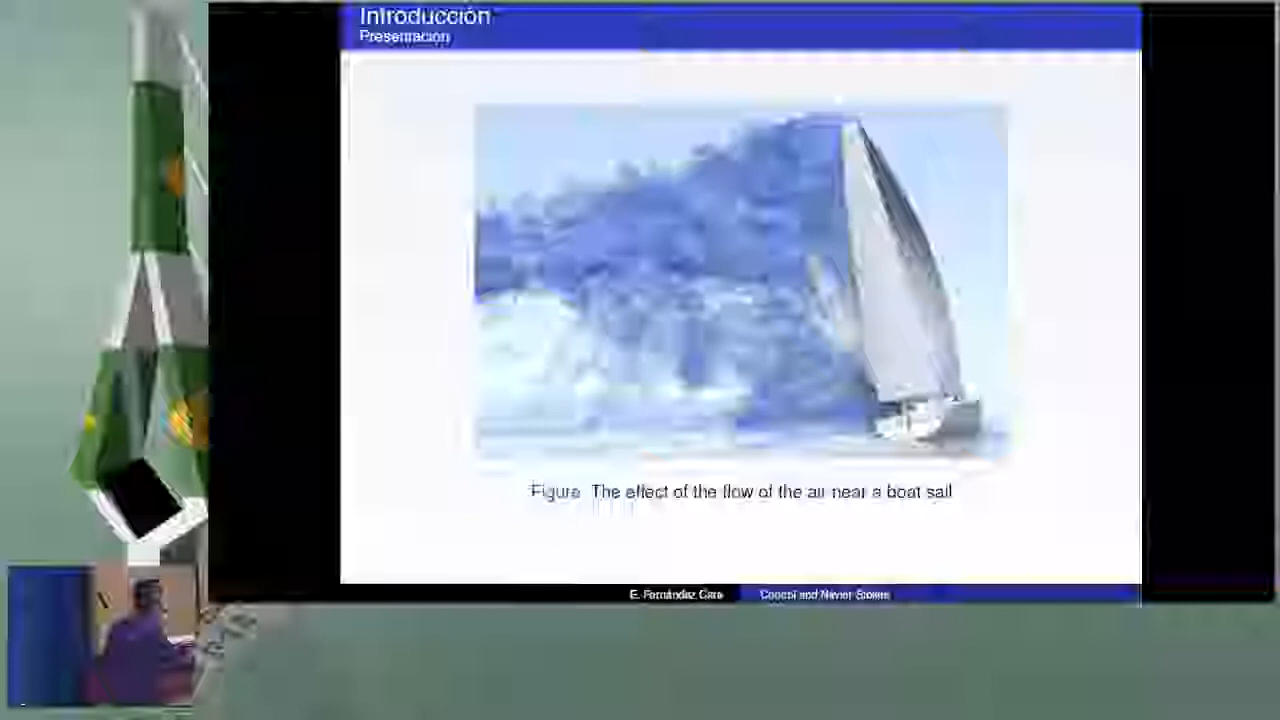 Introducción
Presentación
Figure The effect of the flow of the air near a boat sail
E. Fernández Cara
Control and Navier-Stokes